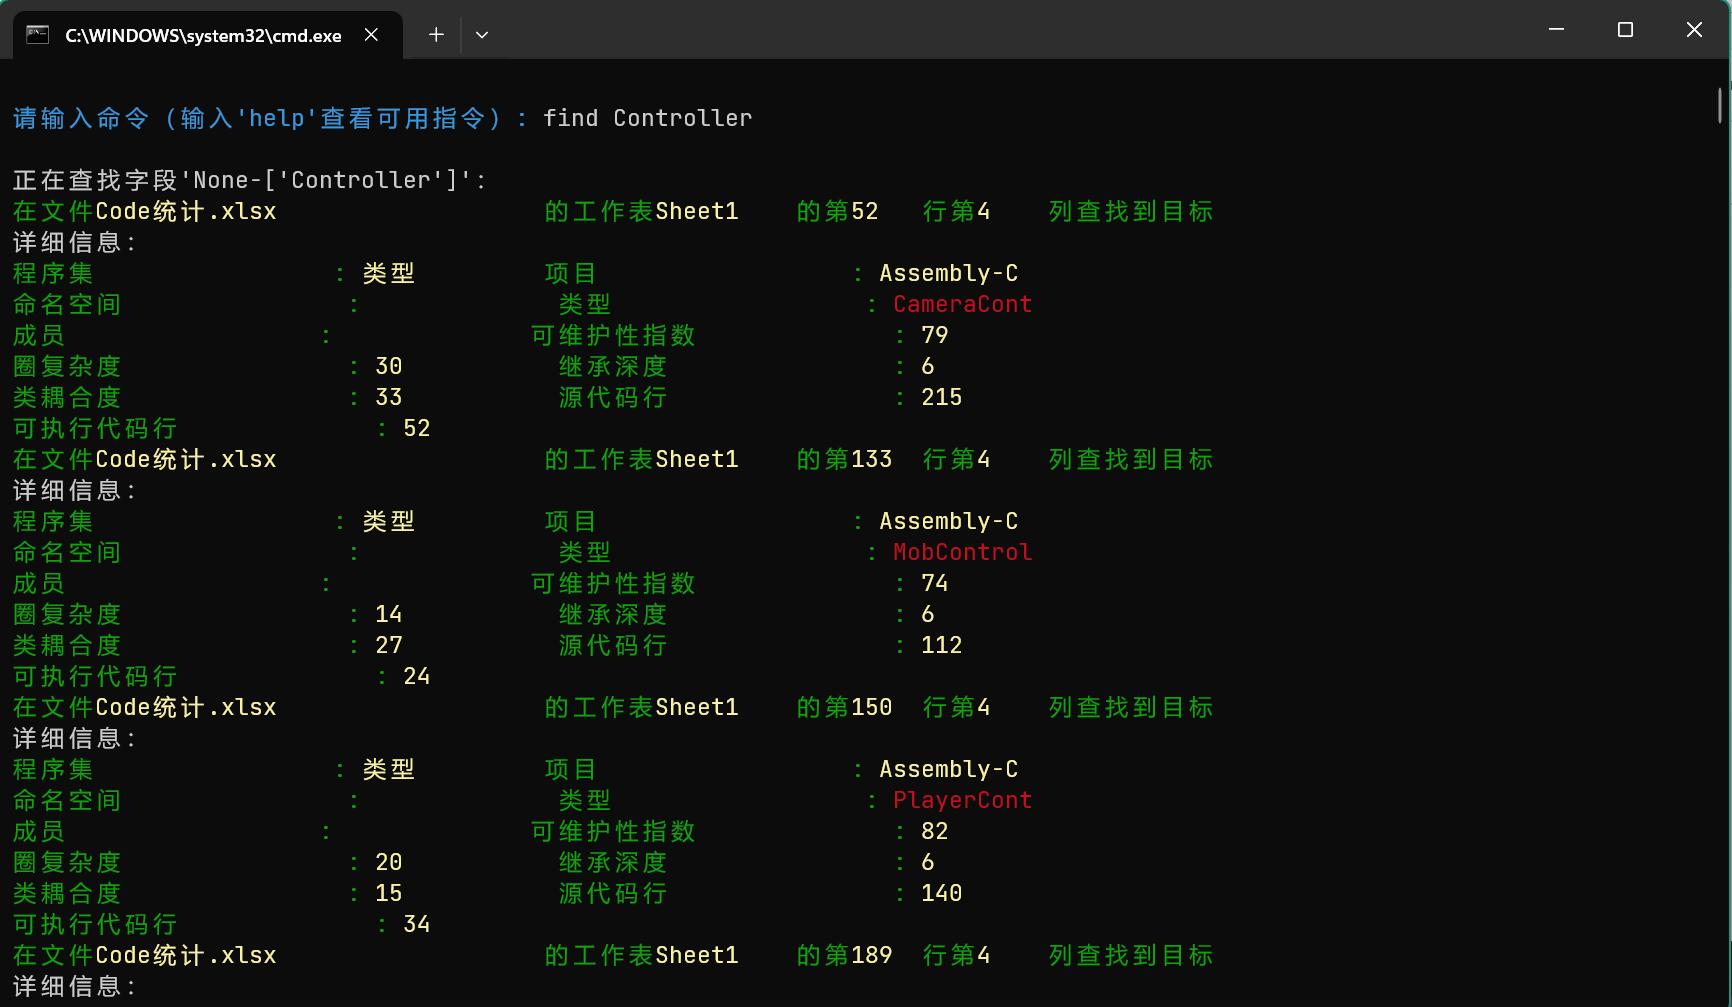 C:\WINDOWS\system32\cmd.exe
请输入命令（输入'help'查看可用指令）: find Controller
正在查找字段'None-['Controller']':
在文件Code统计.xlsx 的工作表Sheet1 的第52 行第4 列查找到目标
详细信息:
程序集 : 类型 项目 : Assembly-C
命名空间 : 类型 : CameraCont
成员 : 可维护性指数 : 79
圈复杂度 : 30 继承深度 : 6
类耦合度 : 33 源代码行 : 215
可执行代码行 : 52
在文件Code统计.xlsx 的工作表Sheet1 的第133 行第4 列查找到目标
详细信息:
程序集 : 类型 项目 : Assembly-C
命名空间 : 类型 : MobControl
成员 : 可维护性指数 : 74
圈复杂度 : 14 继承深度 : 6
类耦合度 : 27 源代码行 : 112
可执行代码行 : 24
在文件Code统计.xlsx 的工作表Sheet1 的第150 行第4 列查找到目标
详细信息:
程序集 : 类型 项目 : Assembly-C
命名空间 : 类型 : PlayerCont
成员 : 可维护性指数 : 82
圈复杂度 : 20 继承深度 : 6
类耦合度 : 15 源代码行 : 140
可执行代码行 : 34
在文件Code统计.xlsx 的工作表Sheet1 的第189 行第4 列查找到目标
详细信息: